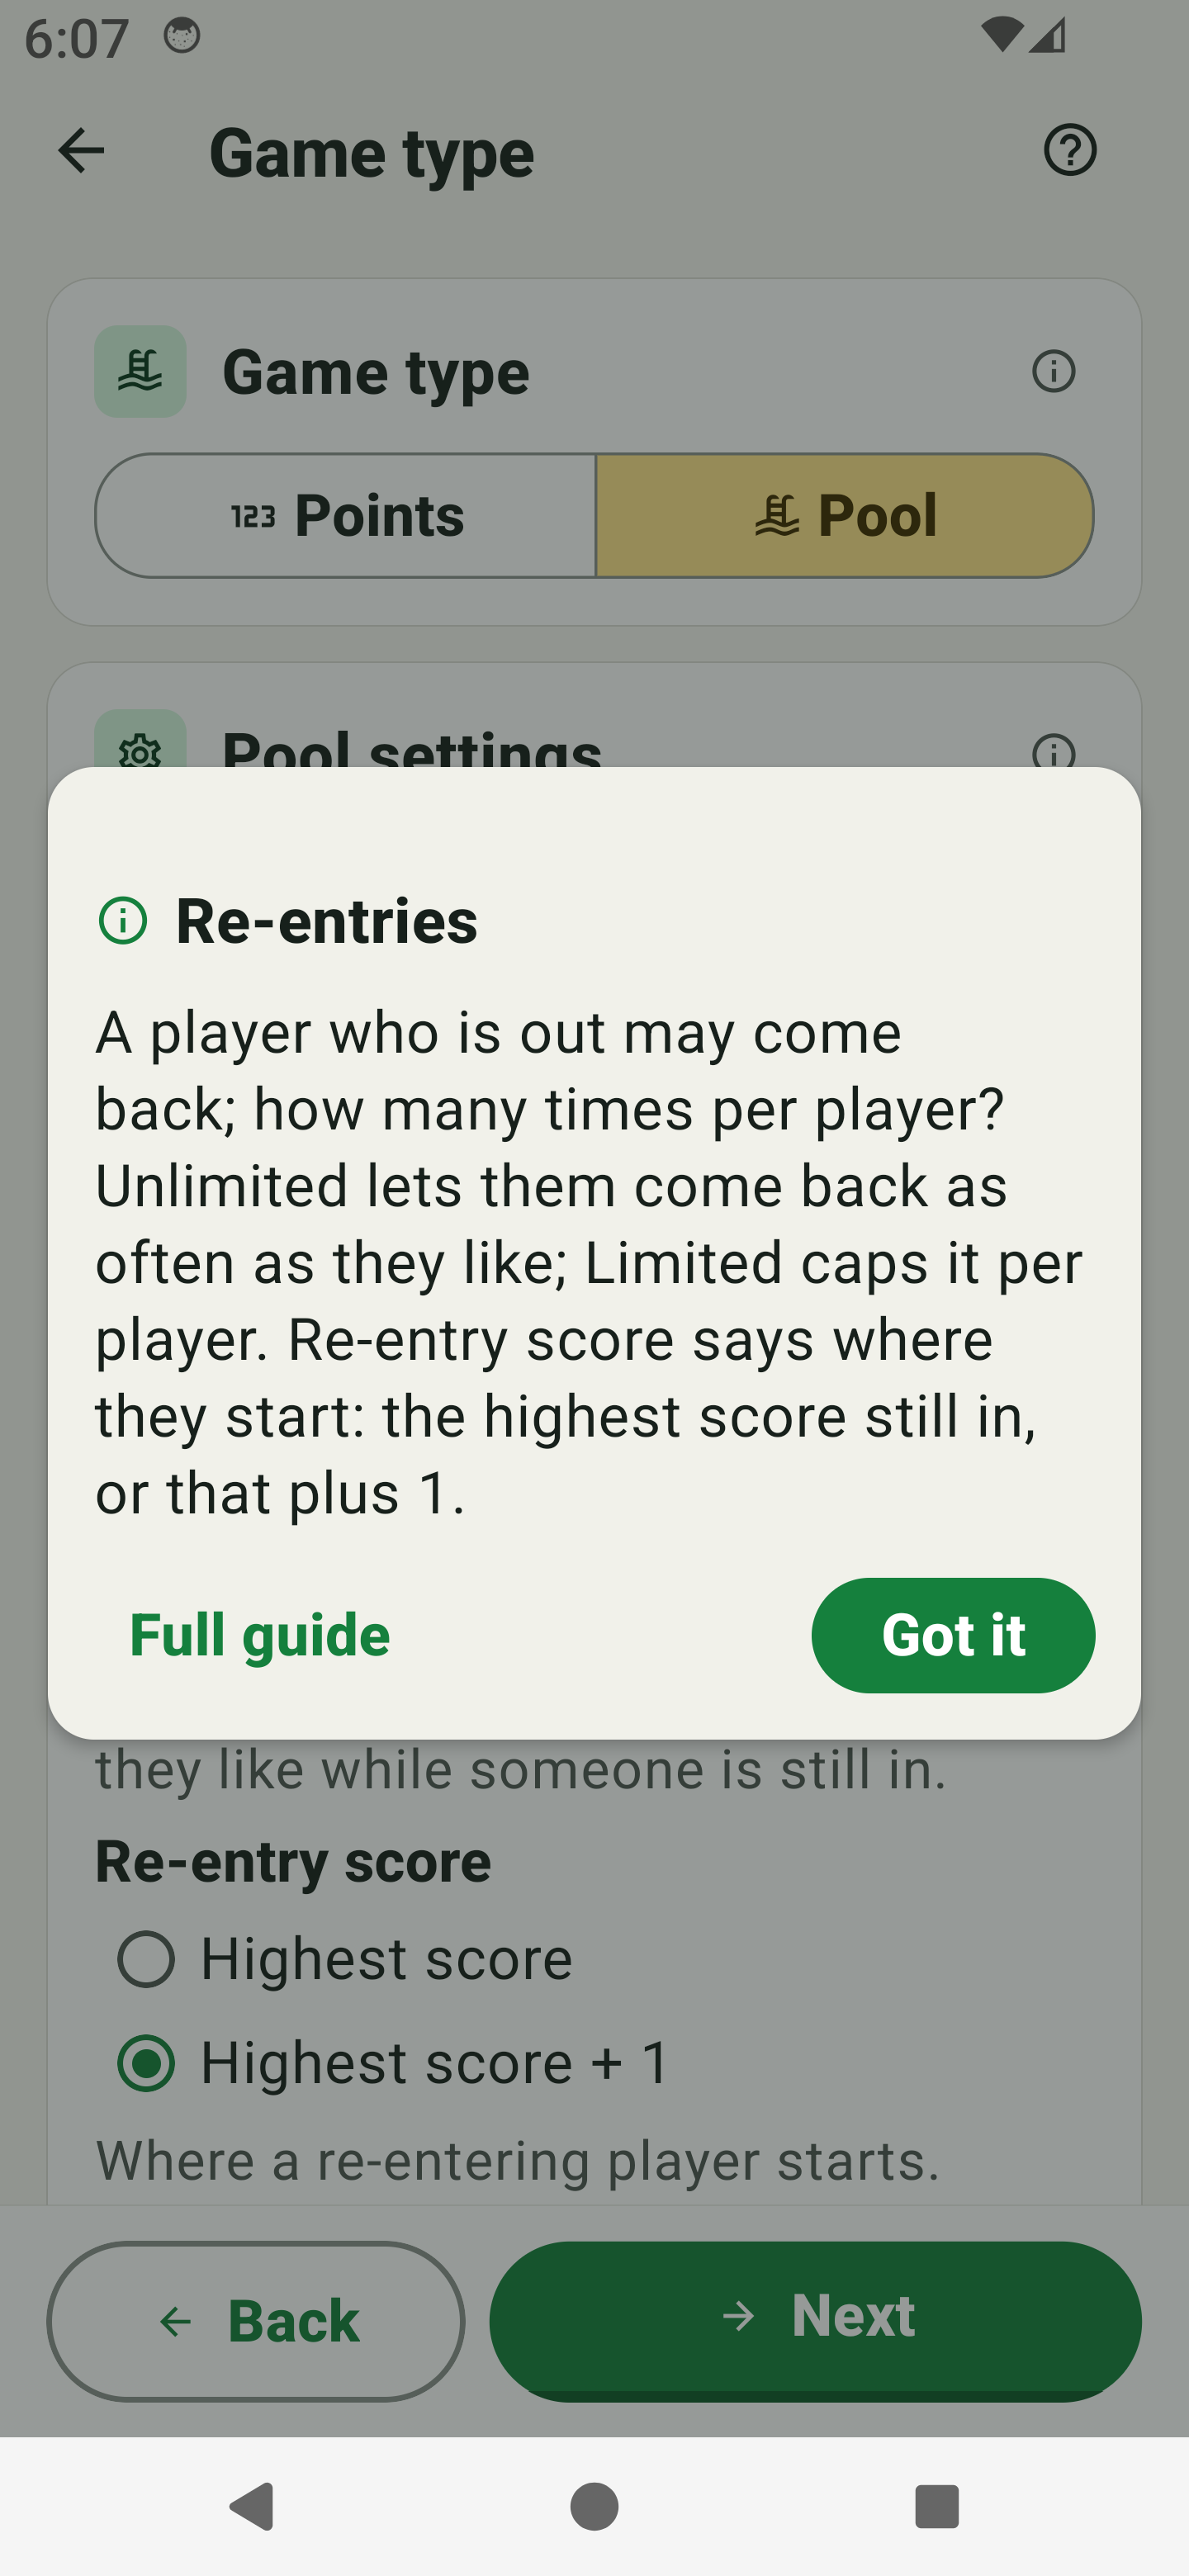 6:07
Game type
Game type
123 Points
Pool
Pool settings
Re-entries
A player who is out may come
back; how many times per player?
Unlimited lets them come back as
often as they like; Limited caps it per
player. Re-entry score says where
they start: the highest score still in,
or that plus 1.
Full guide
Got it
they like while someone is still in.
Re-entry score
Highest score
Highest score + 1
Where a re-entering player starts.
Back
Next